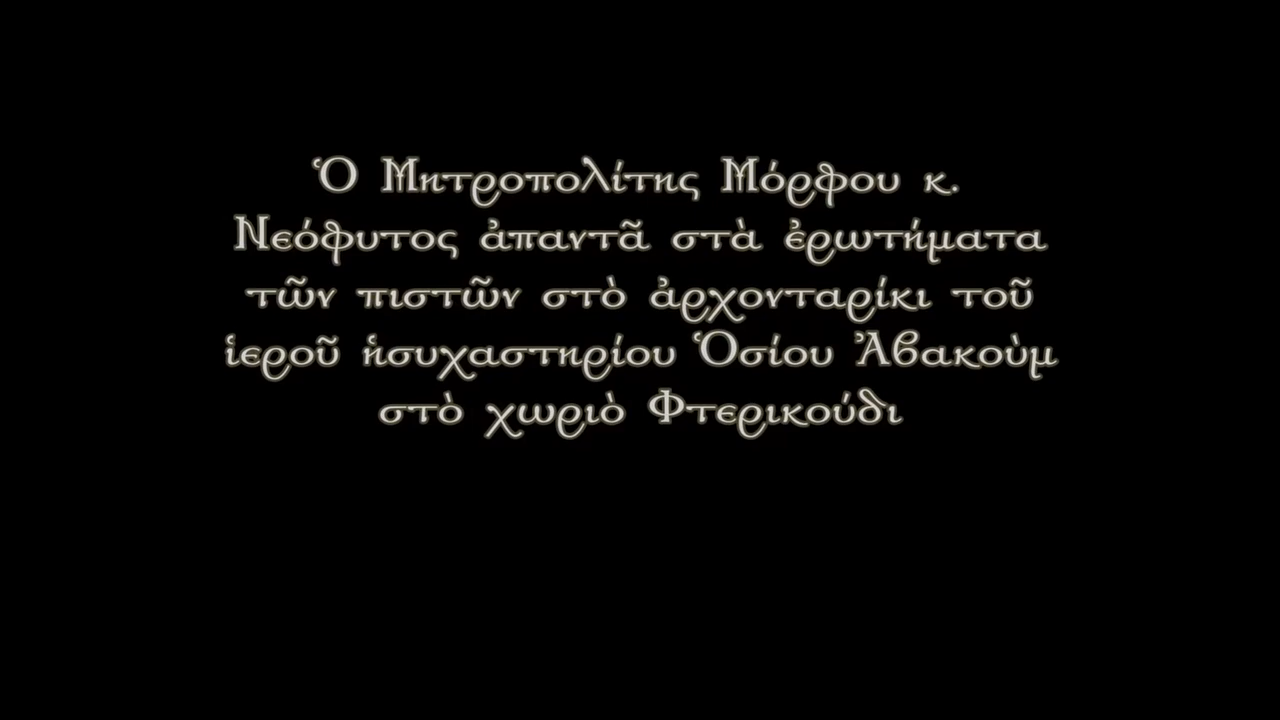 Ὁ Μητροπολίτης Μόρφου κ.
Νεόφυτος ἀπαντᾶ στὰ ἐρωτήματα
τῶν πιστῶν στὸ ἀρχονταρίκι τοῦ
ἱεροῦ ἡσυχαστηρίου Ὁσίου Ἀβακοὺμ
στὸ χωριὸ Φτερικούδι